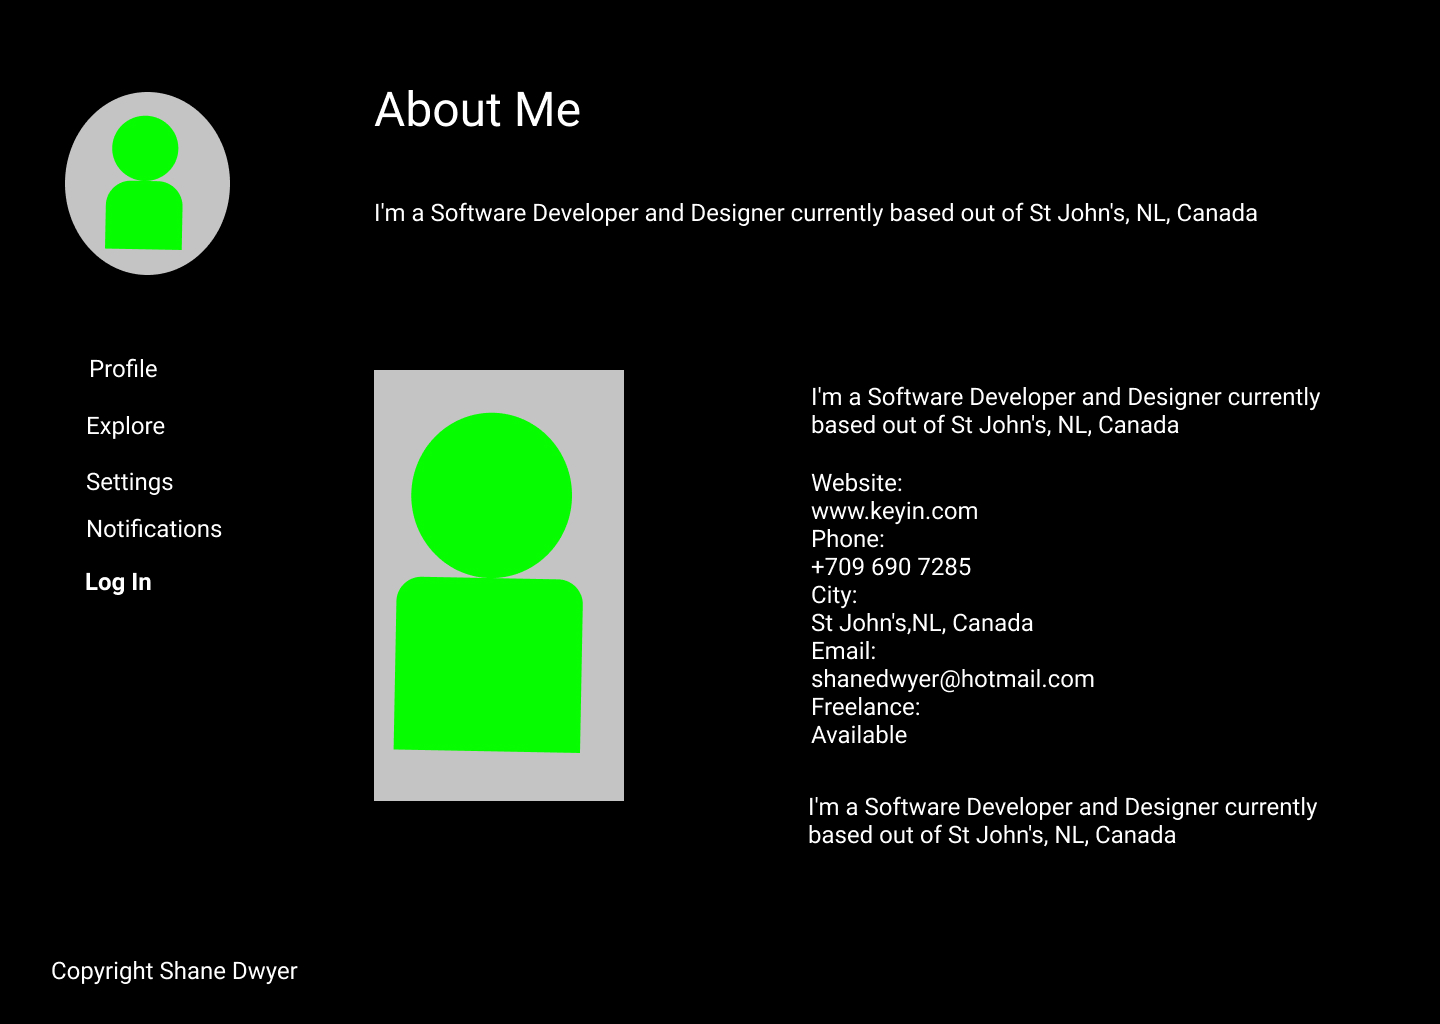 About Me
I'm a Software Developer and Designer currently based out of St John's, NL, Canada
Profile
Explore
Settings
Notifications
Log In
I'm a Software Developer and Designer currently
based out of St John's, NL, Canada
Website:
www.keyin.com
Phone:
+709 690 7285
City:
St John's,NL, Canada
Email:
shanedwyer@hotmail.com
Freelance:
Available
I'm a Software Developer and Designer currently
based out of St John's, NL, Canada
Copyright Shane Dwyer